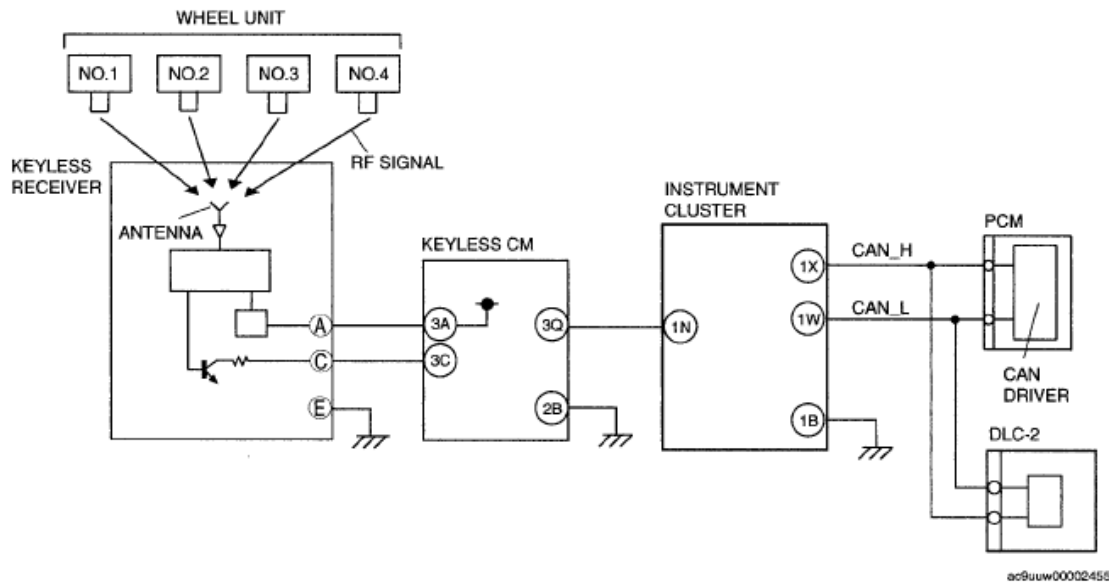 WHEEL UNIT
NO.1 NO.2 NO.3 NO.4
KEYLESS
RECEIVER
RF SIGNAL
ANTENNA
KEYLESS CM
INSTRUMENT
CLUSTER
PCM
1X CAN_H
A 3A 3Q 1N 1W CAN_L
C 3C
CAN
DRIVER
E 2B 1B
DLC-2
ac9uuw00002455